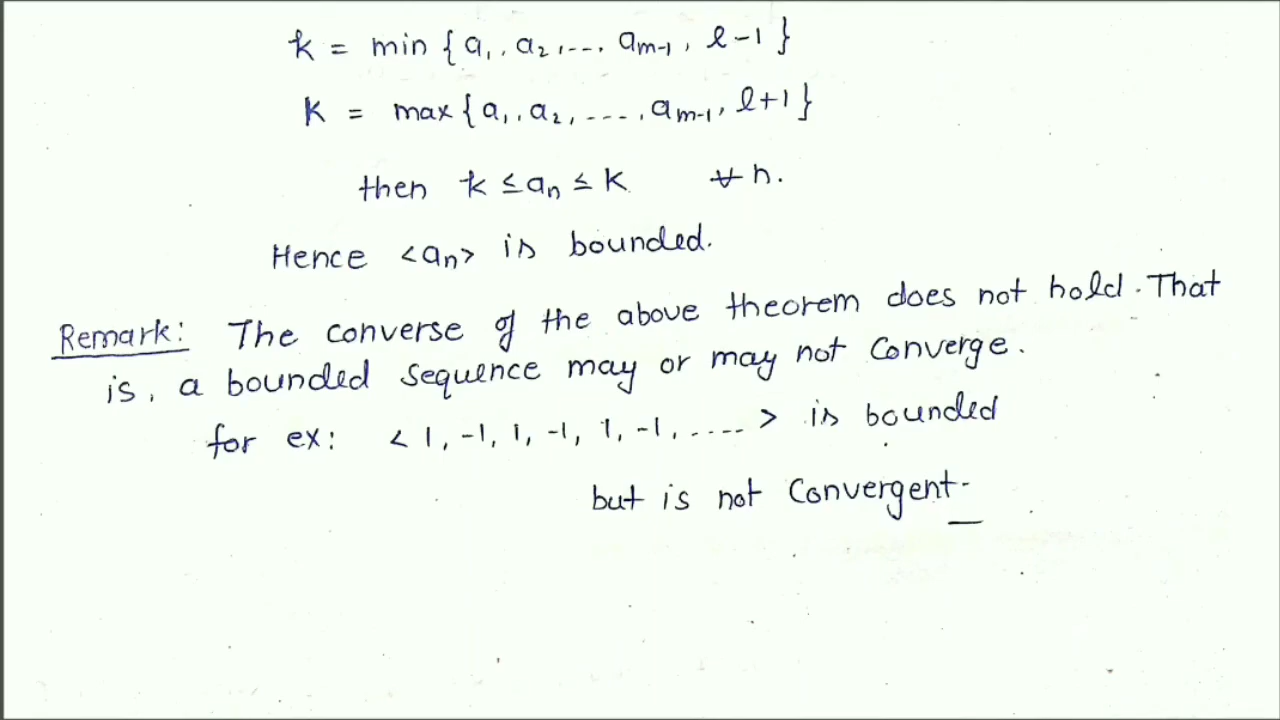 k = min {a₁, a₂, ..., aₘ₋₁, l-1}
K = max {a₁, a₂, ...., aₘ₋₁, l+1}
then k ≤ aₙ ≤ K ∀ n.
Hence <aₙ> is bounded.
Remark: The converse of the above theorem does not hold. That
is, a bounded sequence may or may not converge.
for ex: < 1, -1, 1, -1, 1, -1, ..... > is bounded
but is not Convergent.